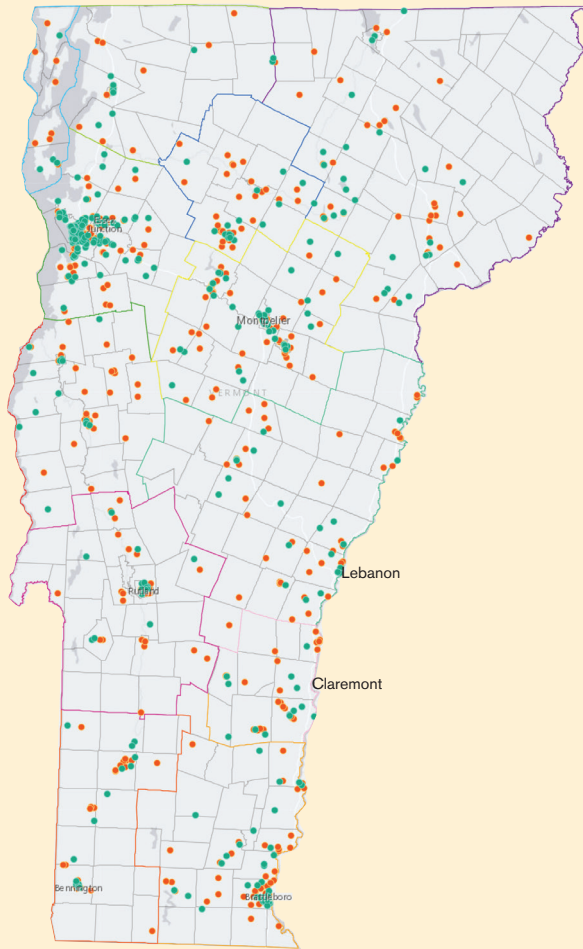 Essex
Junction
Montpelier
VERMONT
Lebanon
Rutland
Claremont
Bennington
Brattleboro